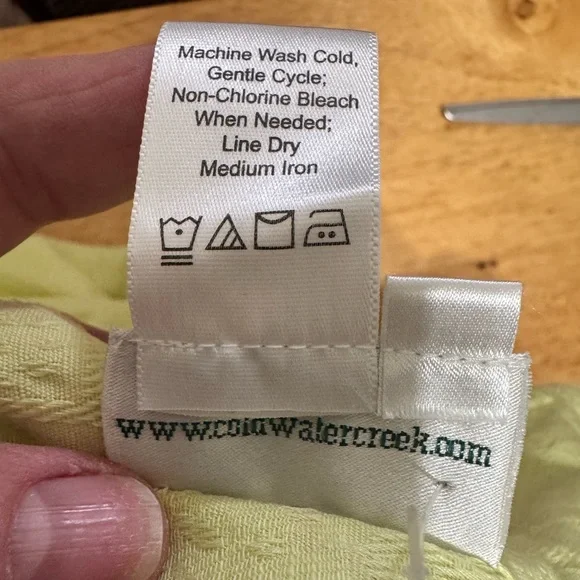 Machine Wash Cold,
Gentle Cycle;
Non-Chlorine Bleach
When Needed;
Line Dry
Medium Iron
www.coldwatercreek.com